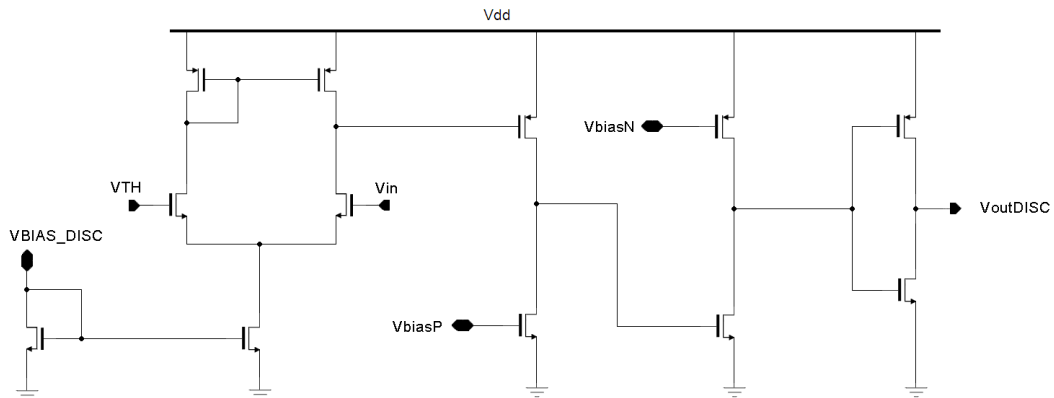 Vdd
VbiasN
VTH
Vin
VoutDISC
VBIAS_DISC
VbiasP